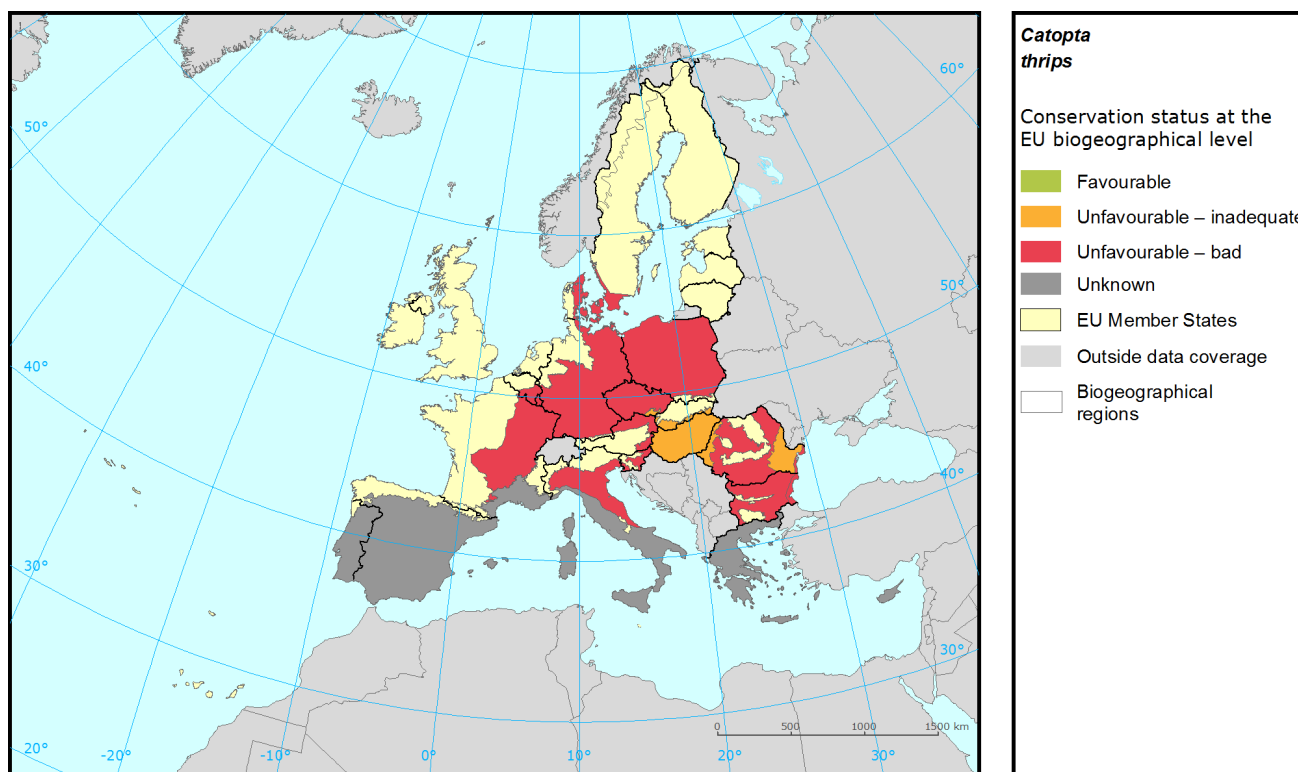 60°
50°
50°
40°
40°
30°
30°
20°
-20°
-10°
0°
10°
20°
30°
0 500 1000 1500 km
Catopta
thrips
Conservation status at the
EU biogeographical level
Favourable
Unfavourable – inadequate
Unfavourable – bad
Unknown
EU Member States
Outside data coverage
Biogeographical
regions